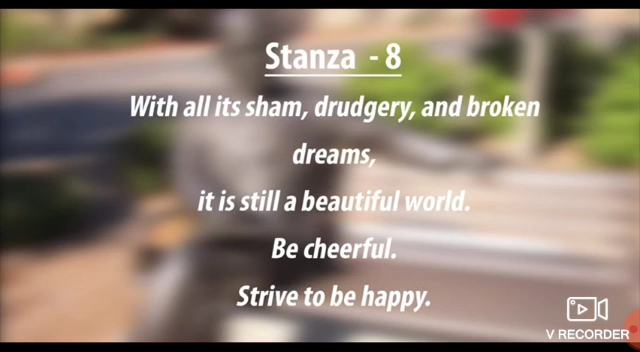 Stanza - 8
With all its sham, drudgery, and broken
dreams,
it is still a beautiful world.
Be cheerful.
Strive to be happy.
V RECORDER